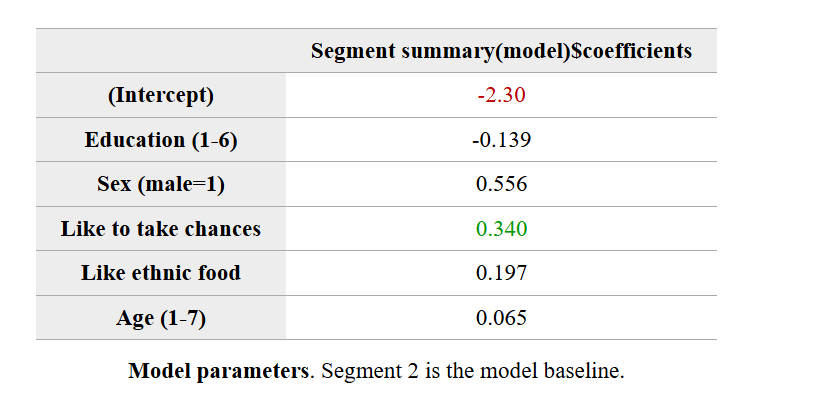 Segment summary(model)$coefficients
(Intercept) -2.30
Education (1-6) -0.139
Sex (male=1) 0.556
Like to take chances 0.340
Like ethnic food 0.197
Age (1-7) 0.065
Model parameters. Segment 2 is the model baseline.